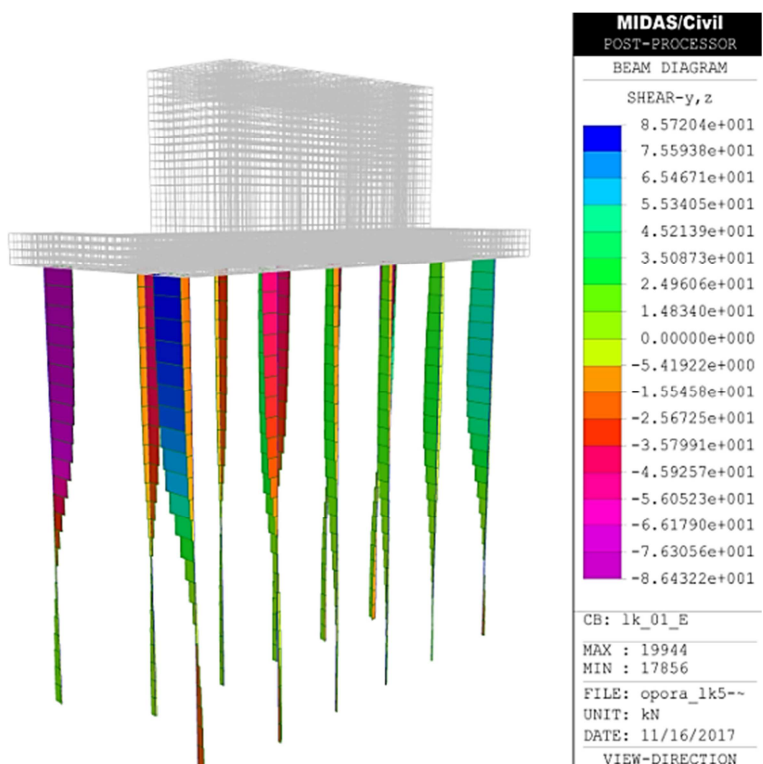 MIDAS/Civil
POST-PROCESSOR
BEAM DIAGRAM
SHEAR-y,z
8.57204e+001
7.55938e+001
6.54671e+001
5.53405e+001
4.52139e+001
3.50873e+001
2.49606e+001
1.48340e+001
0.00000e+000
-5.41922e+000
-1.55458e+001
-2.56725e+001
-3.57991e+001
-4.59257e+001
-5.60523e+001
-6.61790e+001
-7.63056e+001
-8.64322e+001
CB: lk_01_E
MAX : 19944
MIN : 17856
FILE: opora_lk5-~
UNIT: kN
DATE: 11/16/2017
VIEW-DIRECTION